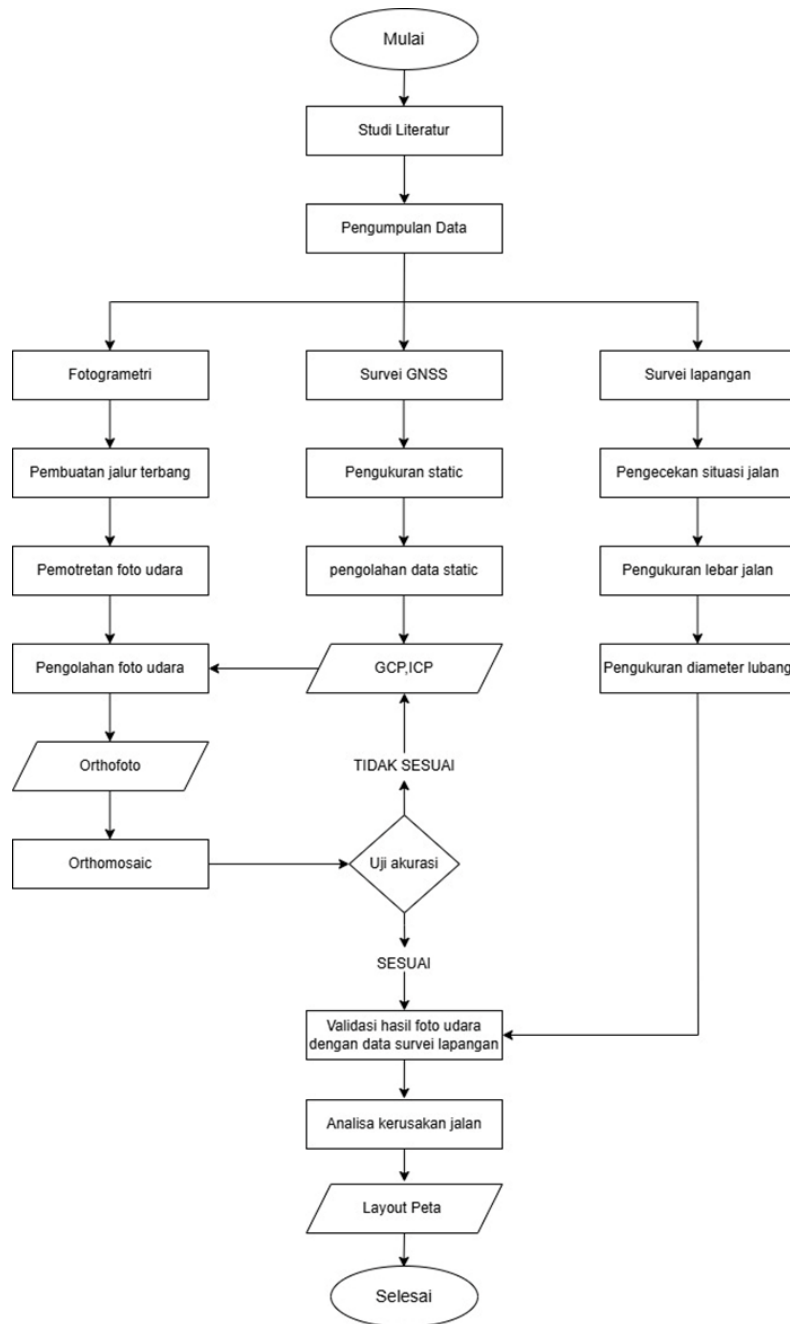 Mulai
Studi Literatur
Pengumpulan Data
Fotogrametri
Survei GNSS
Survei lapangan
Pembuatan jalur terbang
Pengukuran static
Pengecekan situasi jalan
Pemotretan foto udara
pengolahan data static
Pengukuran lebar jalan
Pengolahan foto udara
GCP,ICP
Pengukuran diameter lubang
Orthofoto
TIDAK SESUAI
Orthomosaic
Uji akurasi
SESUAI
Validasi hasil foto udara
dengan data survei lapangan
Analisa kerusakan jalan
Layout Peta
Selesai